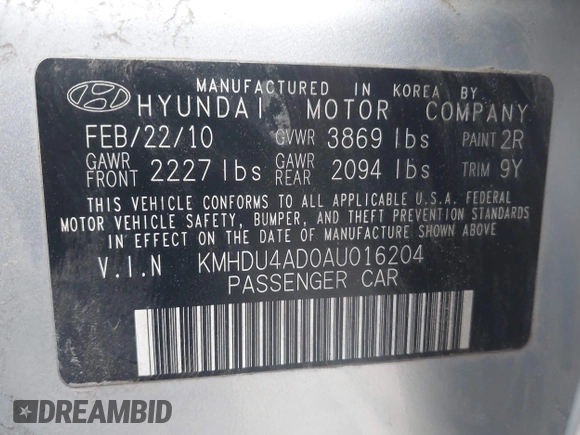 MANUFACTURED IN KOREA BY
HYUNDAI MOTOR COMPANY
FEB/22/10 GVWR 3869 lbs PAINT 2R
GAWR FRONT 2227 lbs GAWR REAR 2094 lbs TRIM 9Y
THIS VEHICLE CONFORMS TO ALL APPLICABLE U.S.A. FEDERAL
MOTOR VEHICLE SAFETY, BUMPER, AND THEFT PREVENTION STANDARDS
IN EFFECT ON THE DATE OF MANUFACTURE SHOWN ABOVE.
V.I.N KMHDU4AD0AU016204
PASSENGER CAR
DREAMBID